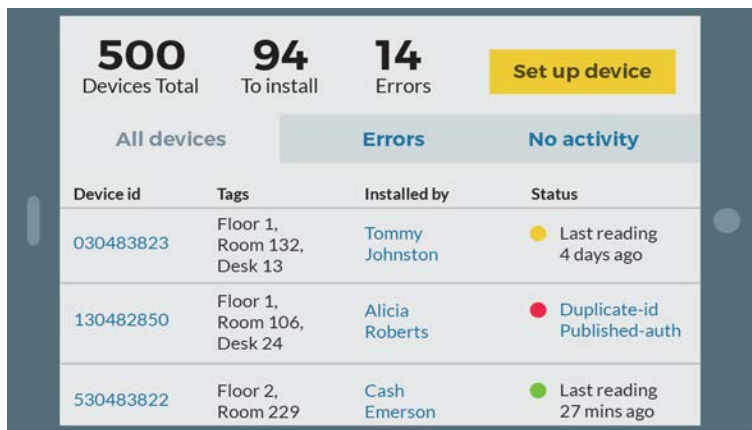 500
Devices Total
94
To install
14
Errors
Set up device
All devices
Errors
No activity
Device id
Tags
Installed by
Status
030483823
Floor 1,
Room 132,
Desk 13
Tommy
Johnston
Last reading
4 days ago
130482850
Floor 1,
Room 106,
Desk 24
Alicia
Roberts
Duplicate-id
Published-auth
530483822
Floor 2,
Room 229
Cash
Emerson
Last reading
27 mins ago